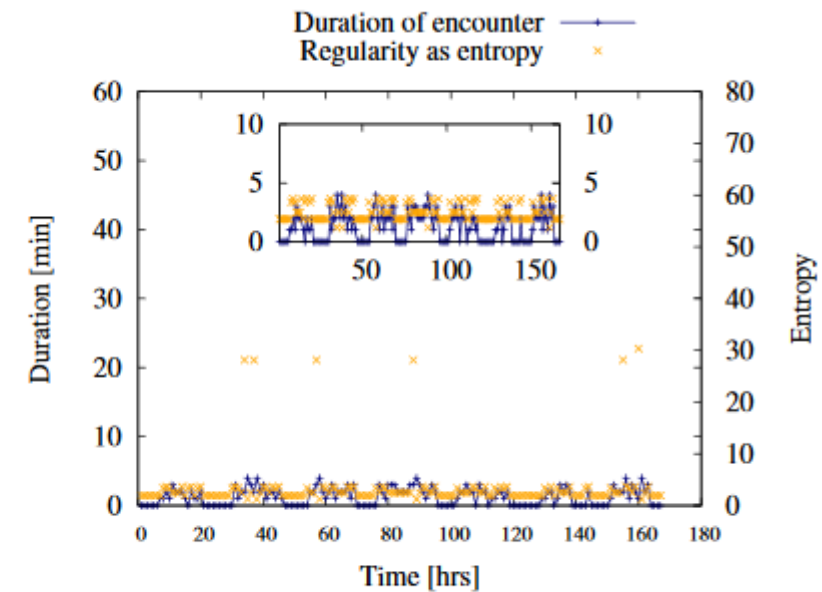 Duration of encounter
Regularity as entropy
60 80
10 10
70
50
5 5
60
40
0 0
50
50 100 150
30
40
30
20
20
10
10
0 0
0 20 40 60 80 100 120 140 160 180
Duration [min]
Entropy
Time [hrs]